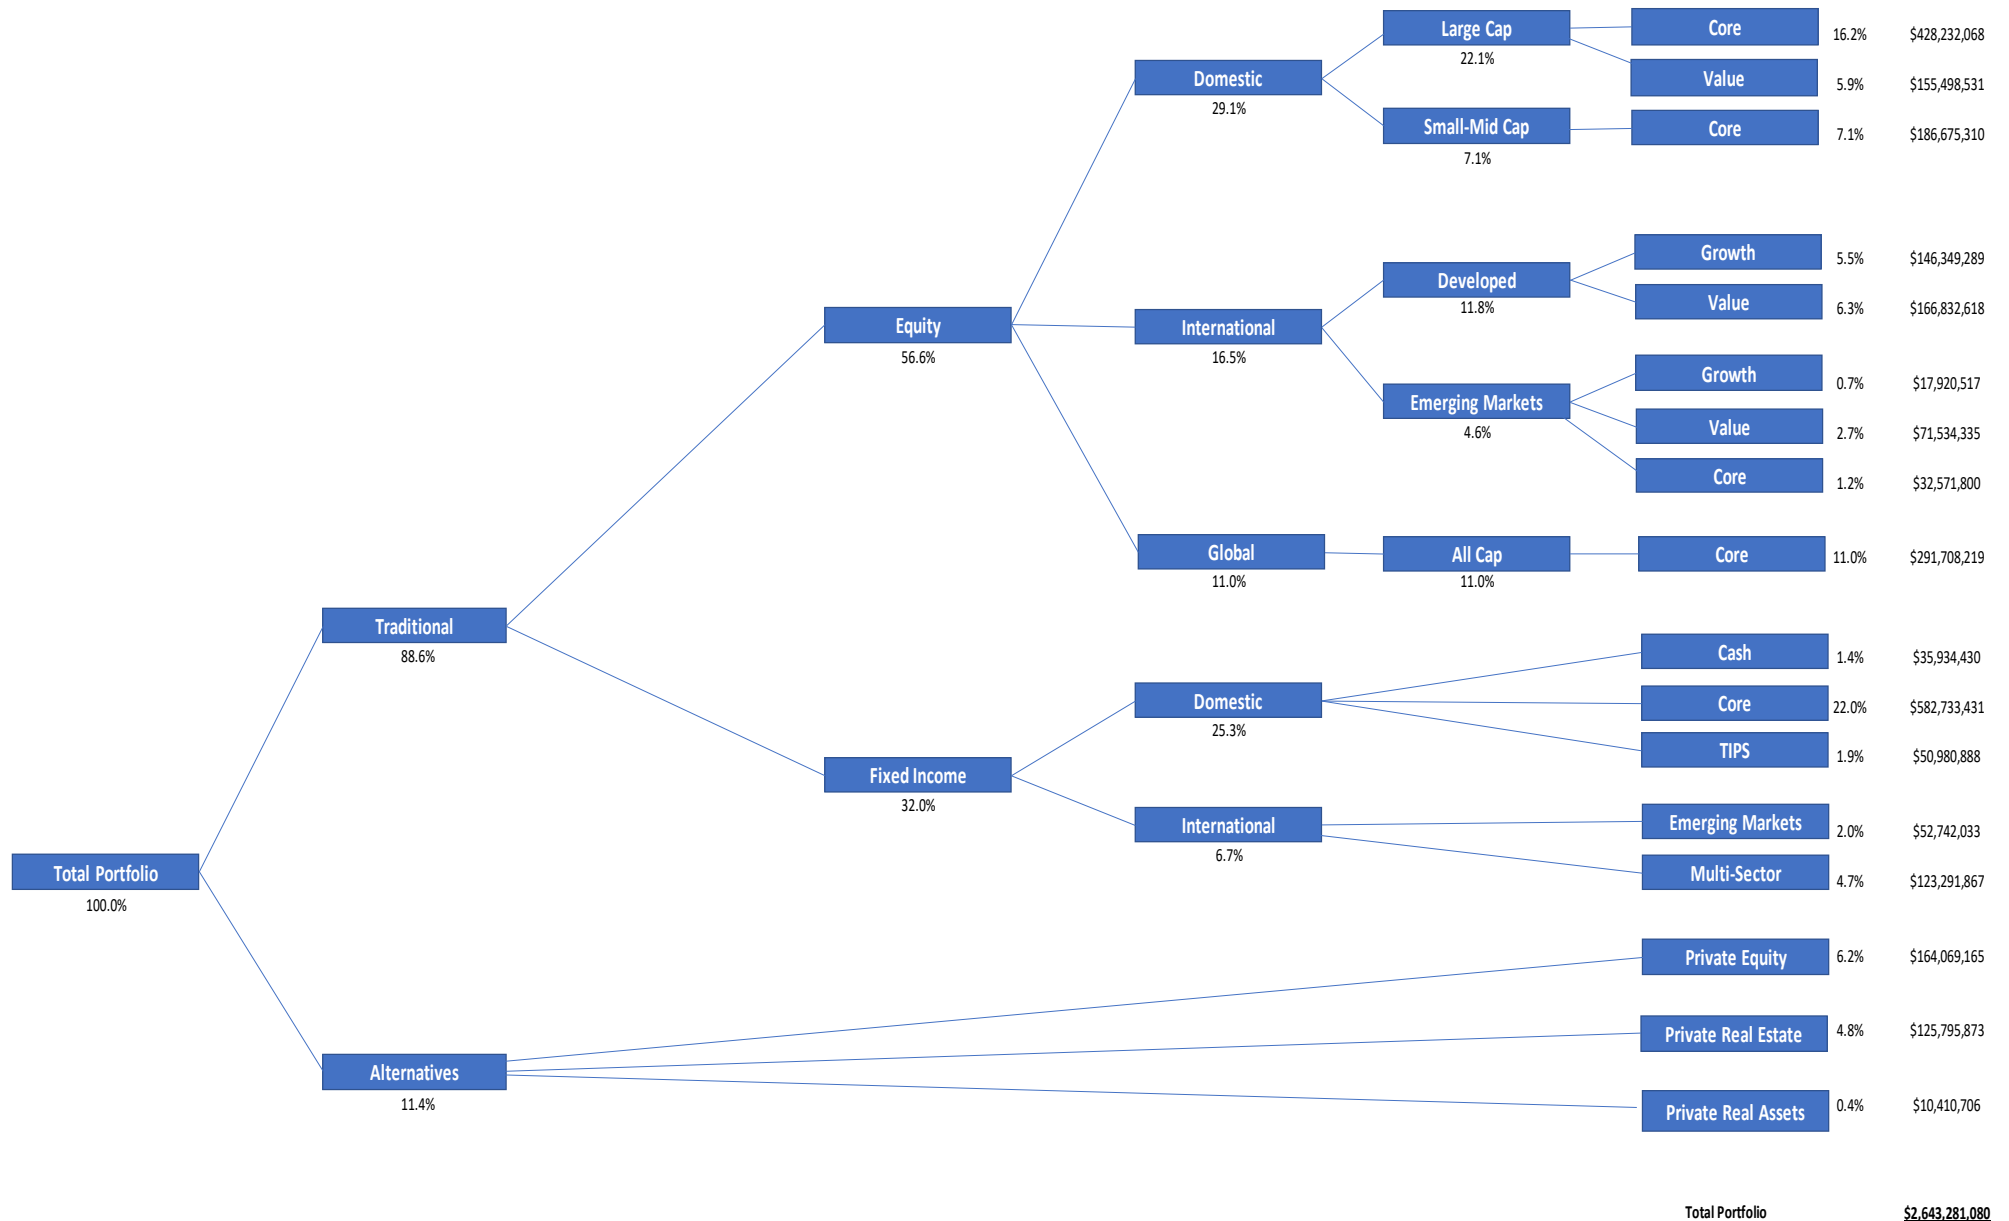 Large Cap
22.1%
Core
16.2%
$428,232,068
Domestic
29.1%
Value
5.9%
$155,498,531
Small-Mid Cap
7.1%
Core
7.1%
$186,675,310
Growth
5.5%
$146,349,289
Developed
11.8%
Value
6.3%
$166,832,618
Equity
56.6%
International
16.5%
Growth
0.7%
$17,920,517
Emerging Markets
4.6%
Value
2.7%
$71,534,335
Core
1.2%
$32,571,800
Global
11.0%
All Cap
11.0%
Core
11.0%
$291,708,219
Traditional
88.6%
Cash
1.4%
$35,934,430
Domestic
25.3%
Core
22.0%
$582,733,431
TIPS
1.9%
$50,980,888
Fixed Income
32.0%
International
6.7%
Emerging Markets
2.0%
$52,742,033
Multi-Sector
4.7%
$123,291,867
Total Portfolio
100.0%
Private Equity
6.2%
$164,069,165
Private Real Estate
4.8%
$125,795,873
Alternatives
11.4%
Private Real Assets
0.4%
$10,410,706
Total Portfolio
$2,643,281,080